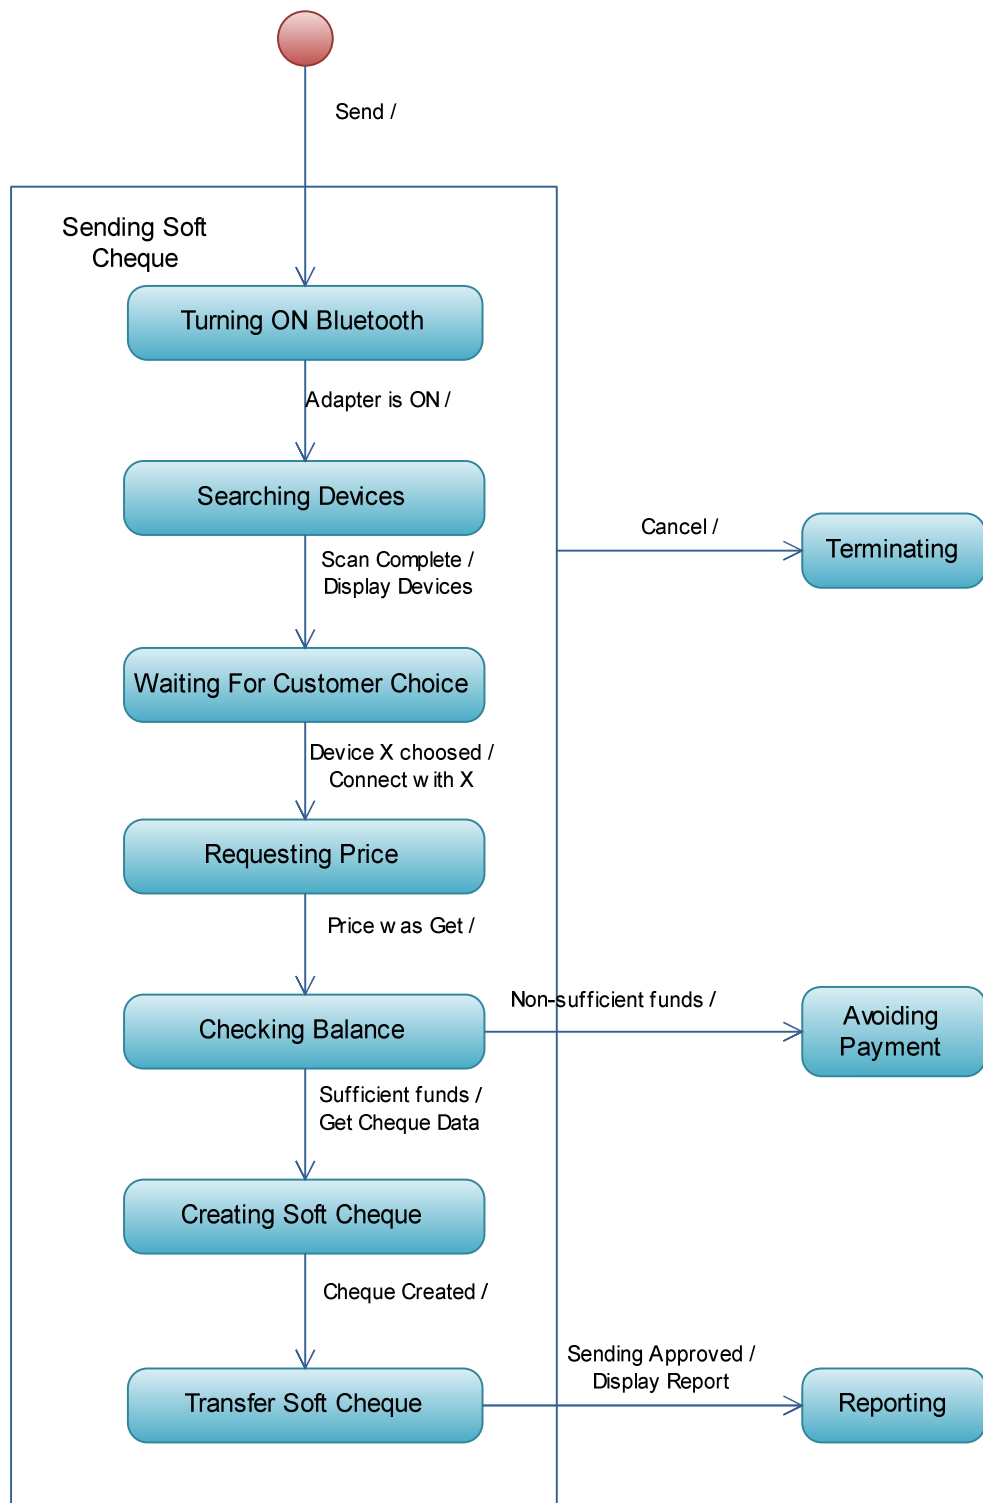 Send /
Sending Soft
Cheque
Turning ON Bluetooth
Adapter is ON /
Searching Devices
Scan Complete /
Display Devices
Cancel /
Terminating
Waiting For Customer Choice
Device X choosed /
Connect with X
Requesting Price
Price was Get /
Checking Balance
Non-sufficient funds /
Avoiding
Payment
Sufficient funds /
Get Cheque Data
Creating Soft Cheque
Cheque Created /
Transfer Soft Cheque
Sending Approved /
Display Report
Reporting